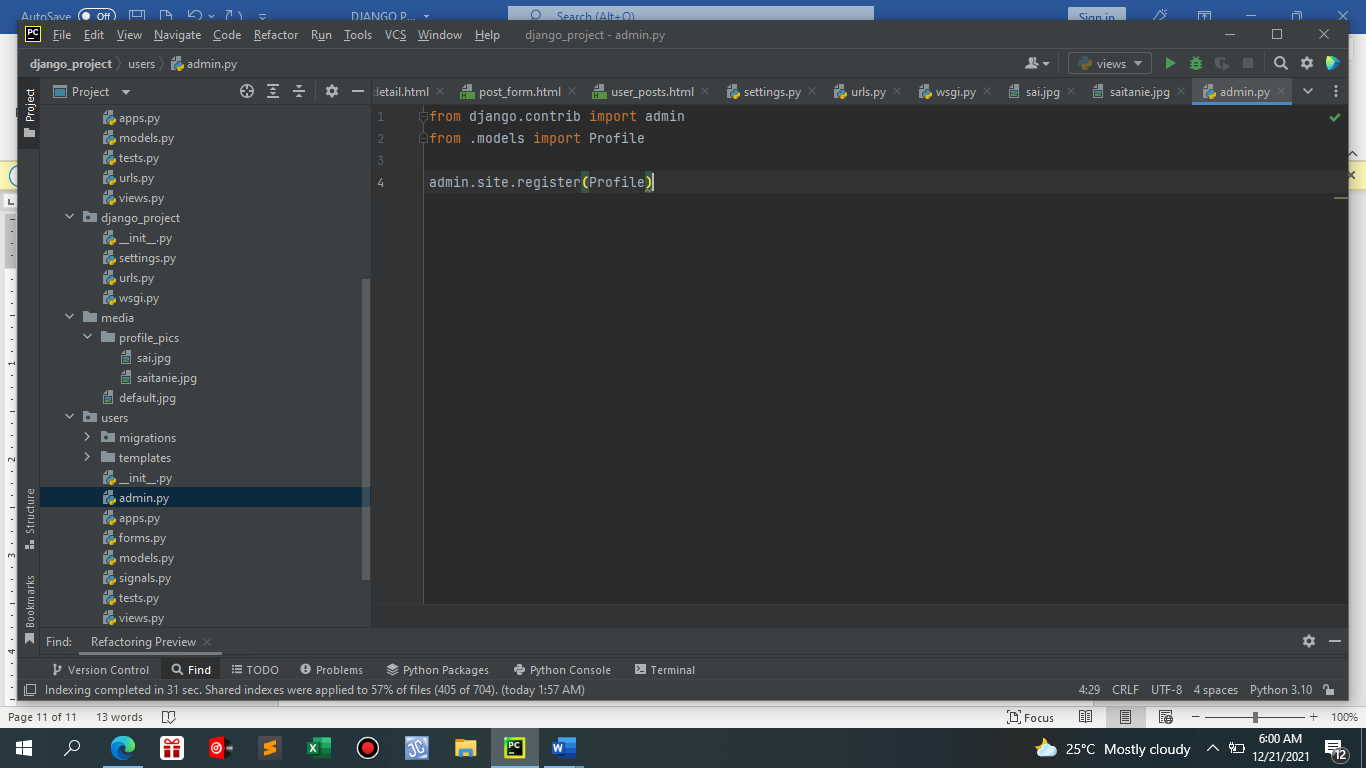 AutoSave Off DJANGO P... Search (Alt+Q) Sign in
PC File Edit View Navigate Code Refactor Run Tools VCS Window Help django_project - admin.py
django_project users admin.py views
Project detail.html post_form.html user_posts.html settings.py urls.py wsgi.py sai.jpg saitanie.jpg admin.py
Project
apps.py
models.py
tests.py
urls.py
views.py
django_project
__init__.py
settings.py
urls.py
wsgi.py
media
profile_pics
sai.jpg
saitanie.jpg
default.jpg
users
migrations
templates
__init__.py
admin.py
apps.py
forms.py
models.py
signals.py
tests.py
views.py
Structure
Bookmarks
1 from django.contrib import admin
2 from .models import Profile
3
4 admin.site.register(Profile)
Find: Refactoring Preview
Version Control Find TODO Problems Python Packages Python Console Terminal
Indexing completed in 31 sec. Shared indexes were applied to 57% of files (405 of 704). (today 1:57 AM) 4:29 CRLF UTF-8 4 spaces Python 3.10
Page 11 of 11 13 words Focus 100%
25°C Mostly cloudy 6:00 AM
12/21/2021
12